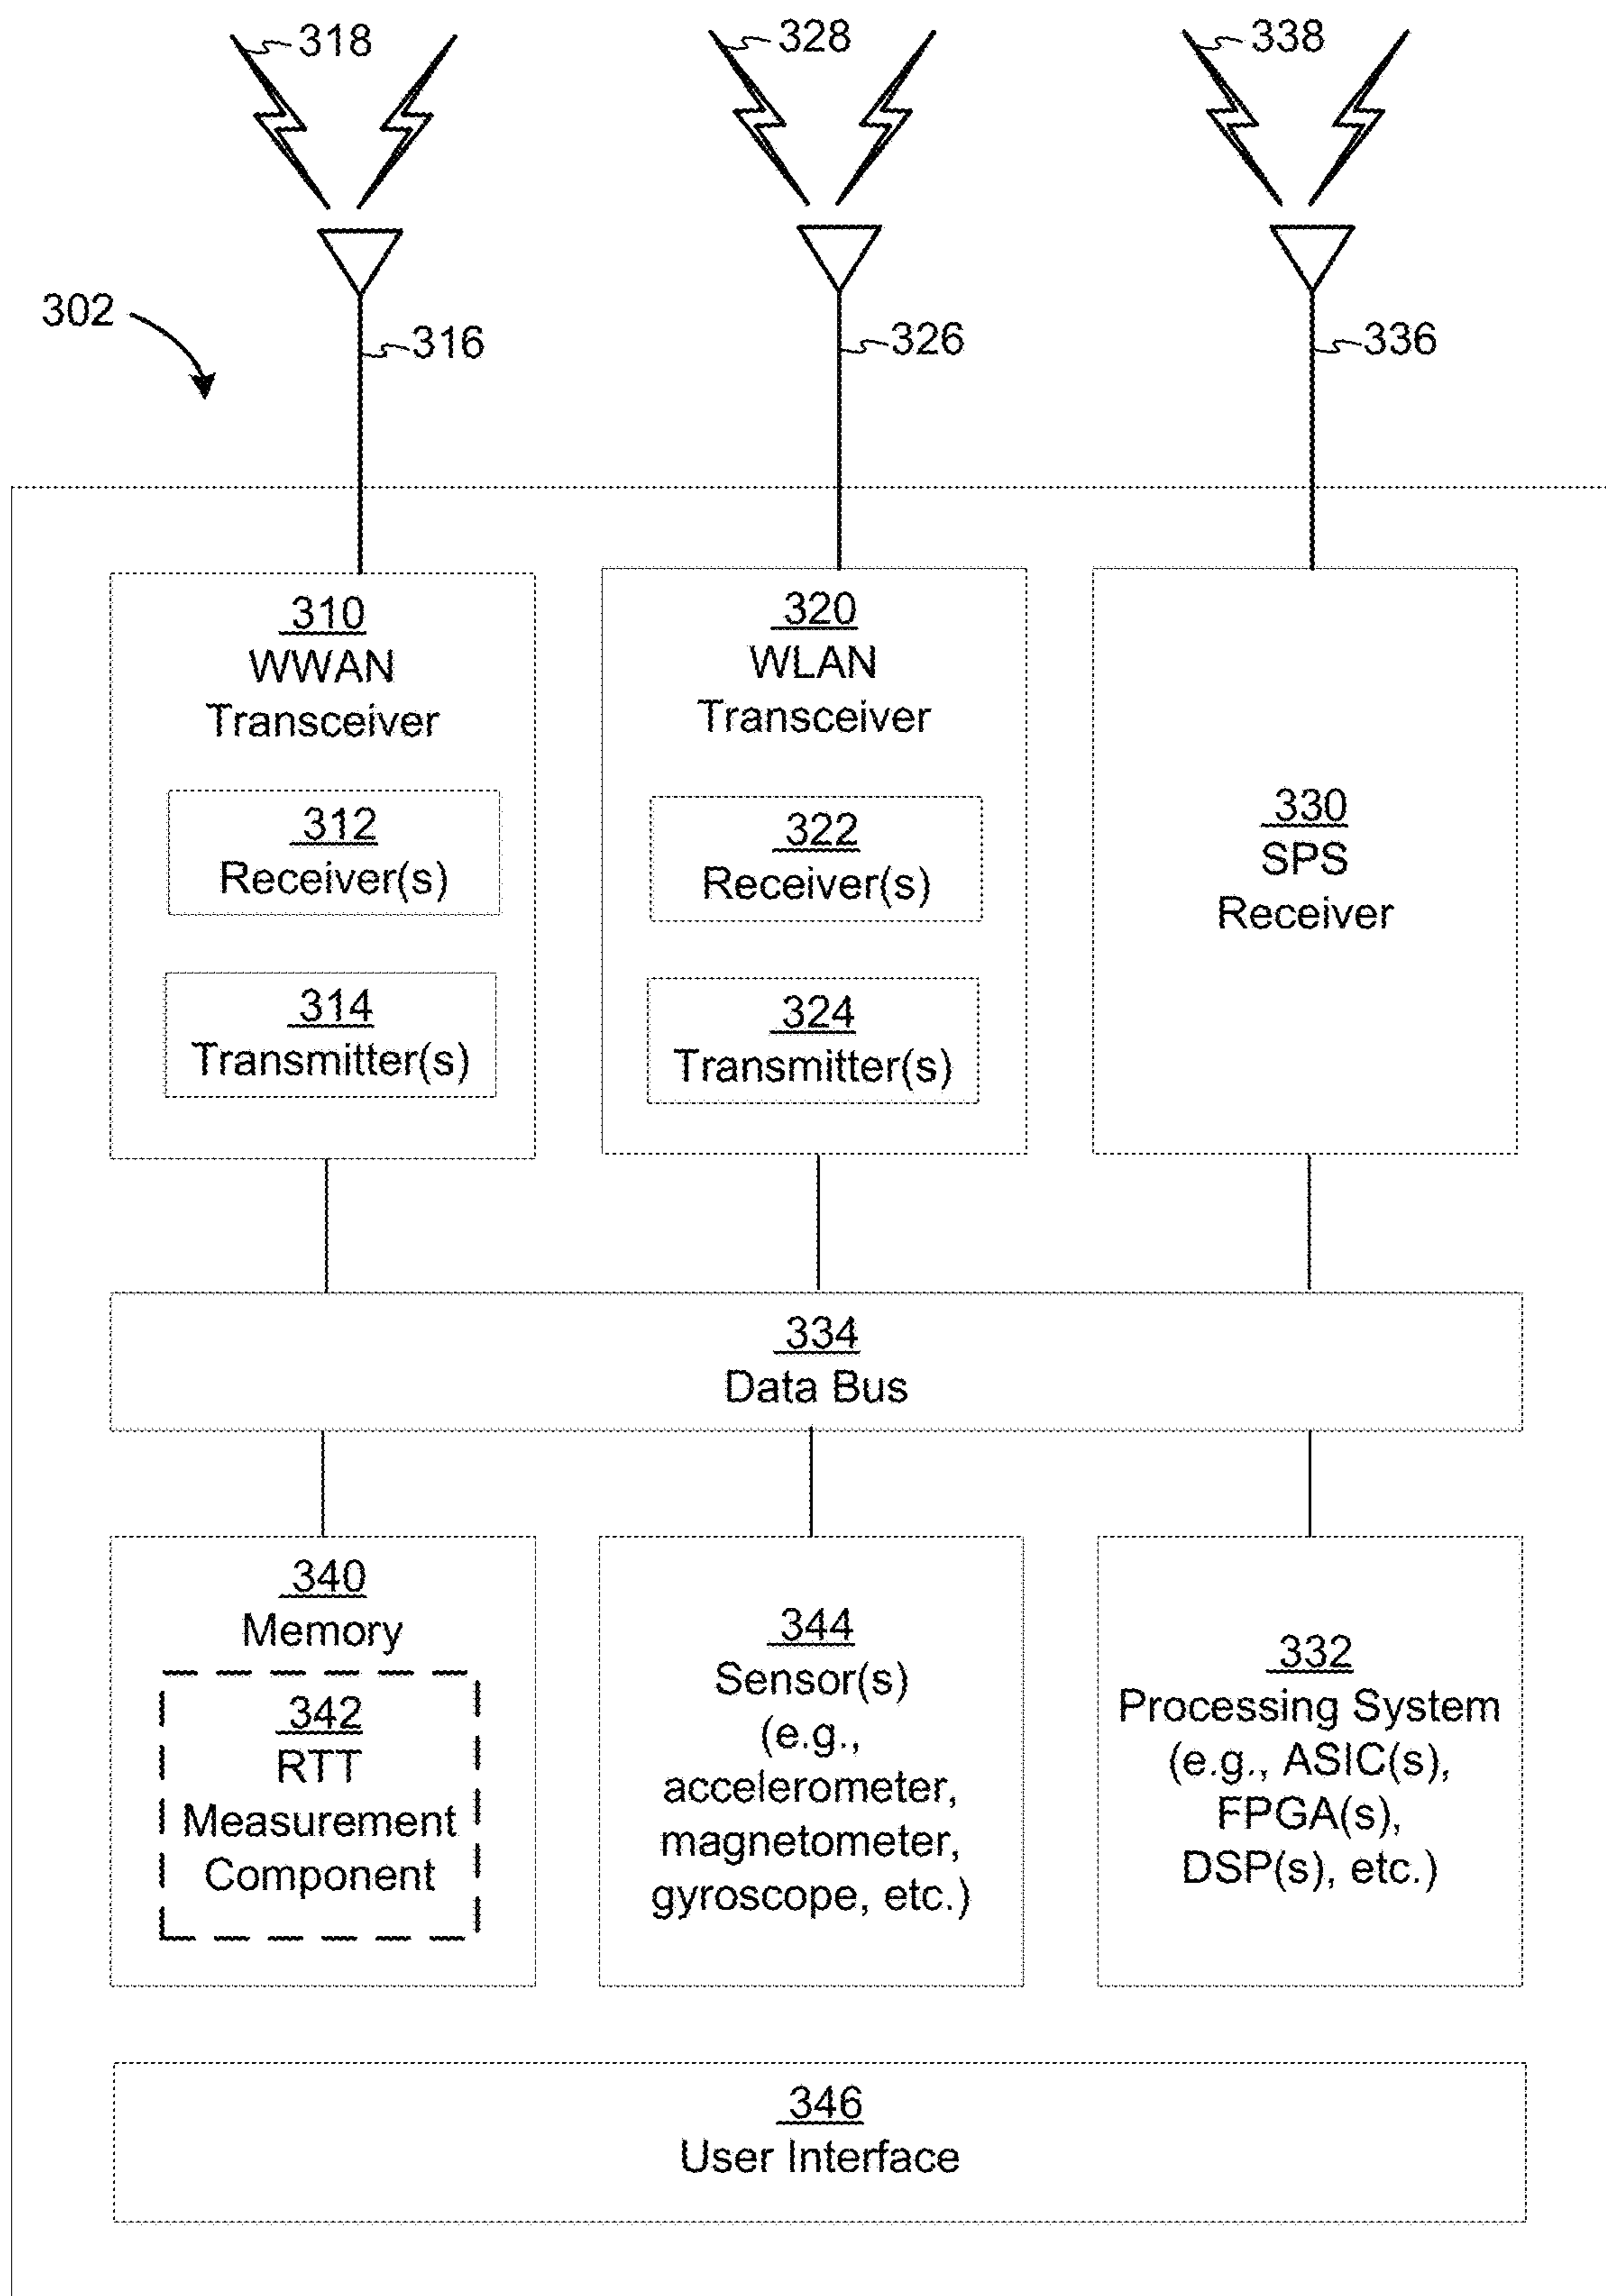 318
328
338
302
316
326
336
310
WWAN
Transceiver
320
WLAN
Transceiver
312
Receiver(s)
322
Receiver(s)
330
SPS
Receiver
314
Transmitter(s)
324
Transmitter(s)
334
Data Bus
340
Memory
342
RTT
Measurement
Component
344
Sensor(s)
(e.g.,
accelerometer,
magnetometer,
gyroscope, etc.)
332
Processing System
(e.g., ASIC(s),
FPGA(s),
DSP(s), etc.)
346
User Interface